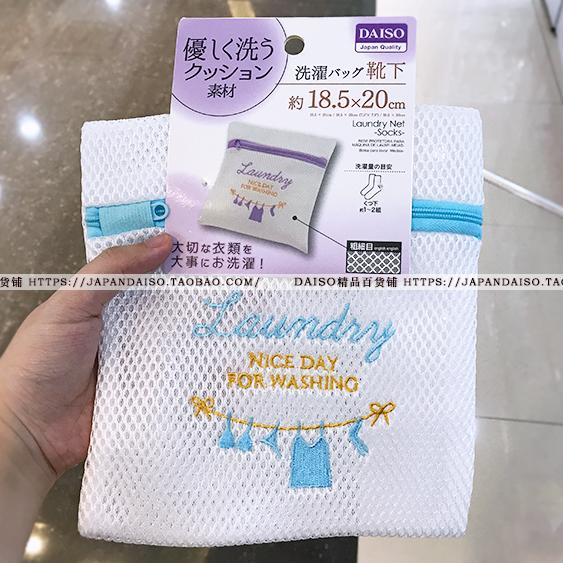 DAISO
Japan Quality
優しく洗う
クッション
素材
洗濯バッグ 靴下
約18.5×20cm
Laundry Net
-Socks-
洗濯量の目安
くつ下
約1~2組
Laundry
NICE DAY
FOR WASHING
大切な衣類を
大事にお洗濯!
粗細目
货铺 HTTPS://JAPANDAISO.TAOBAO.COM/ DAISO精品百货铺 HTTPS://JAPANDAISO.TAOBAO.
Laundry
NICE DAY
FOR WASHING